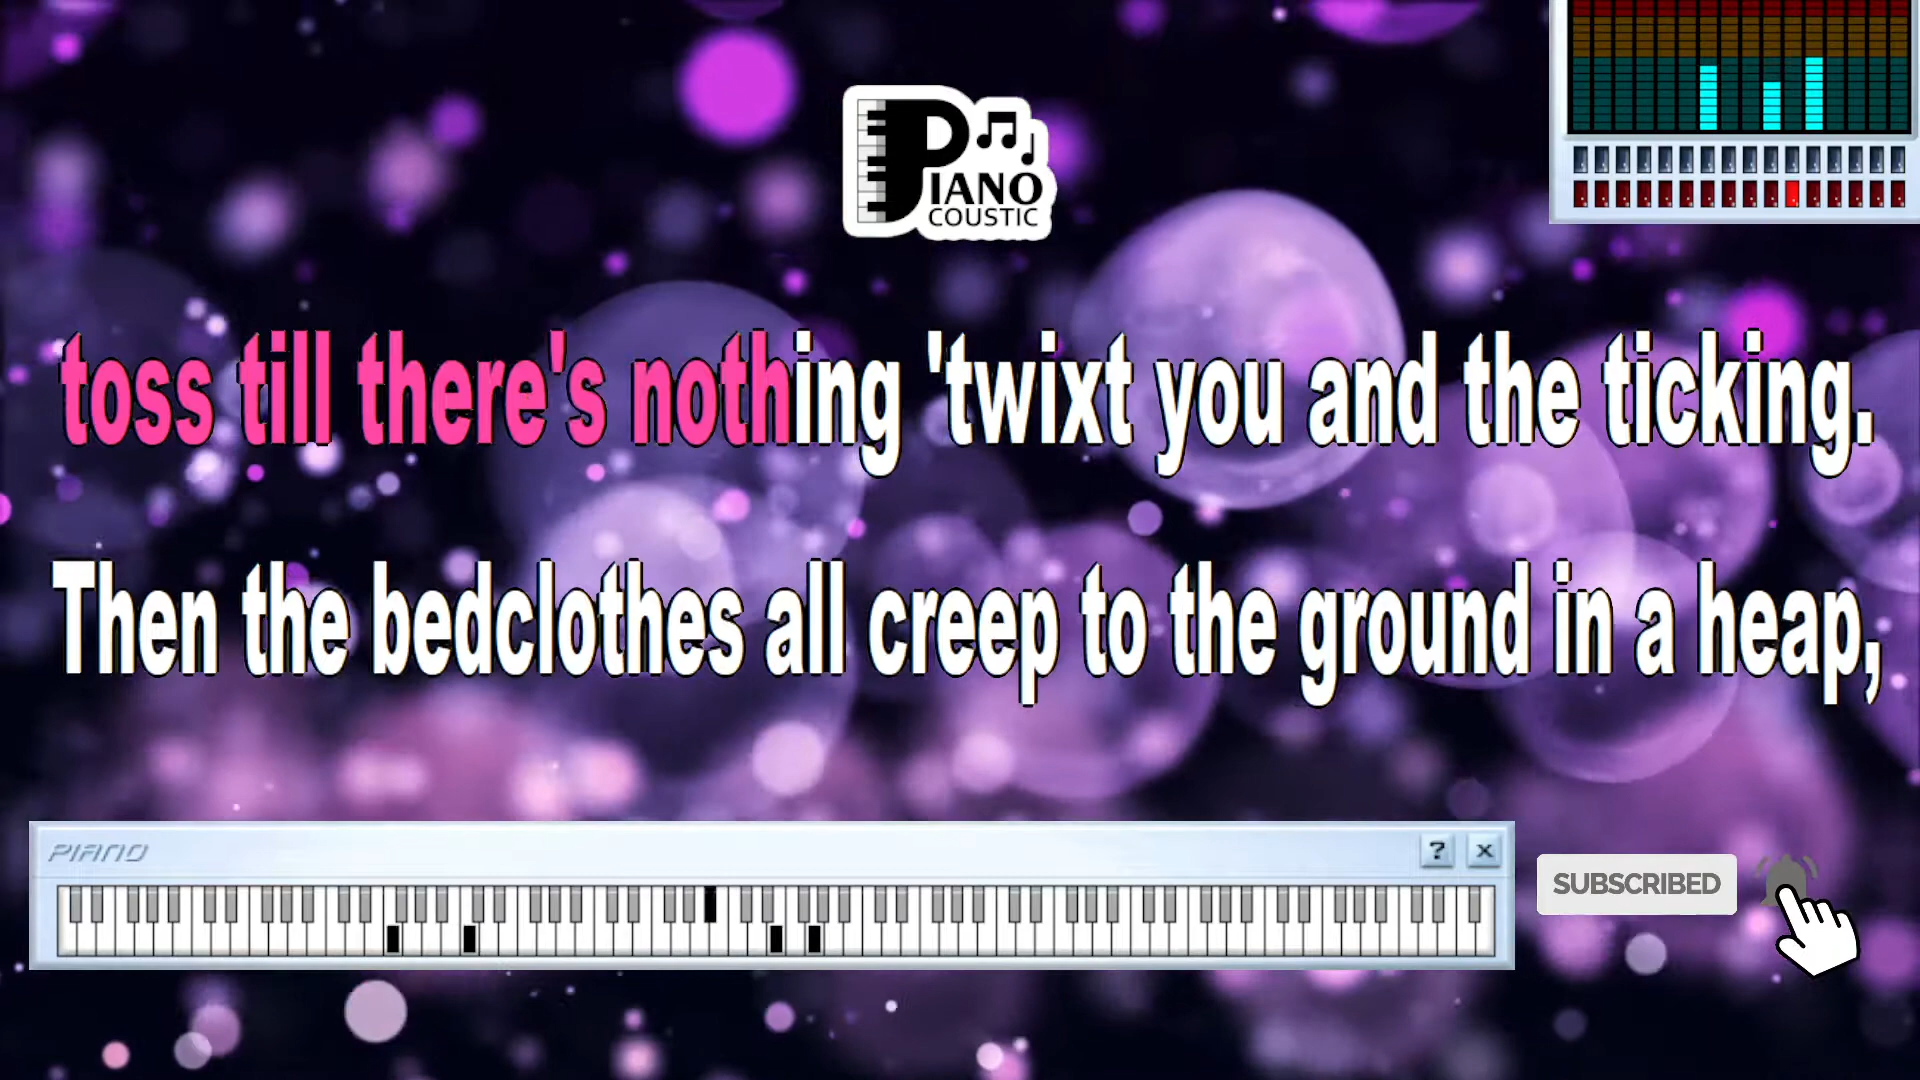 PIANO
COUSTIC
toss till there's nothing 'twixt you and the ticking.
Then the bedclothes all creep to the ground in a heap,
PIANO
? X
SUBSCRIBED